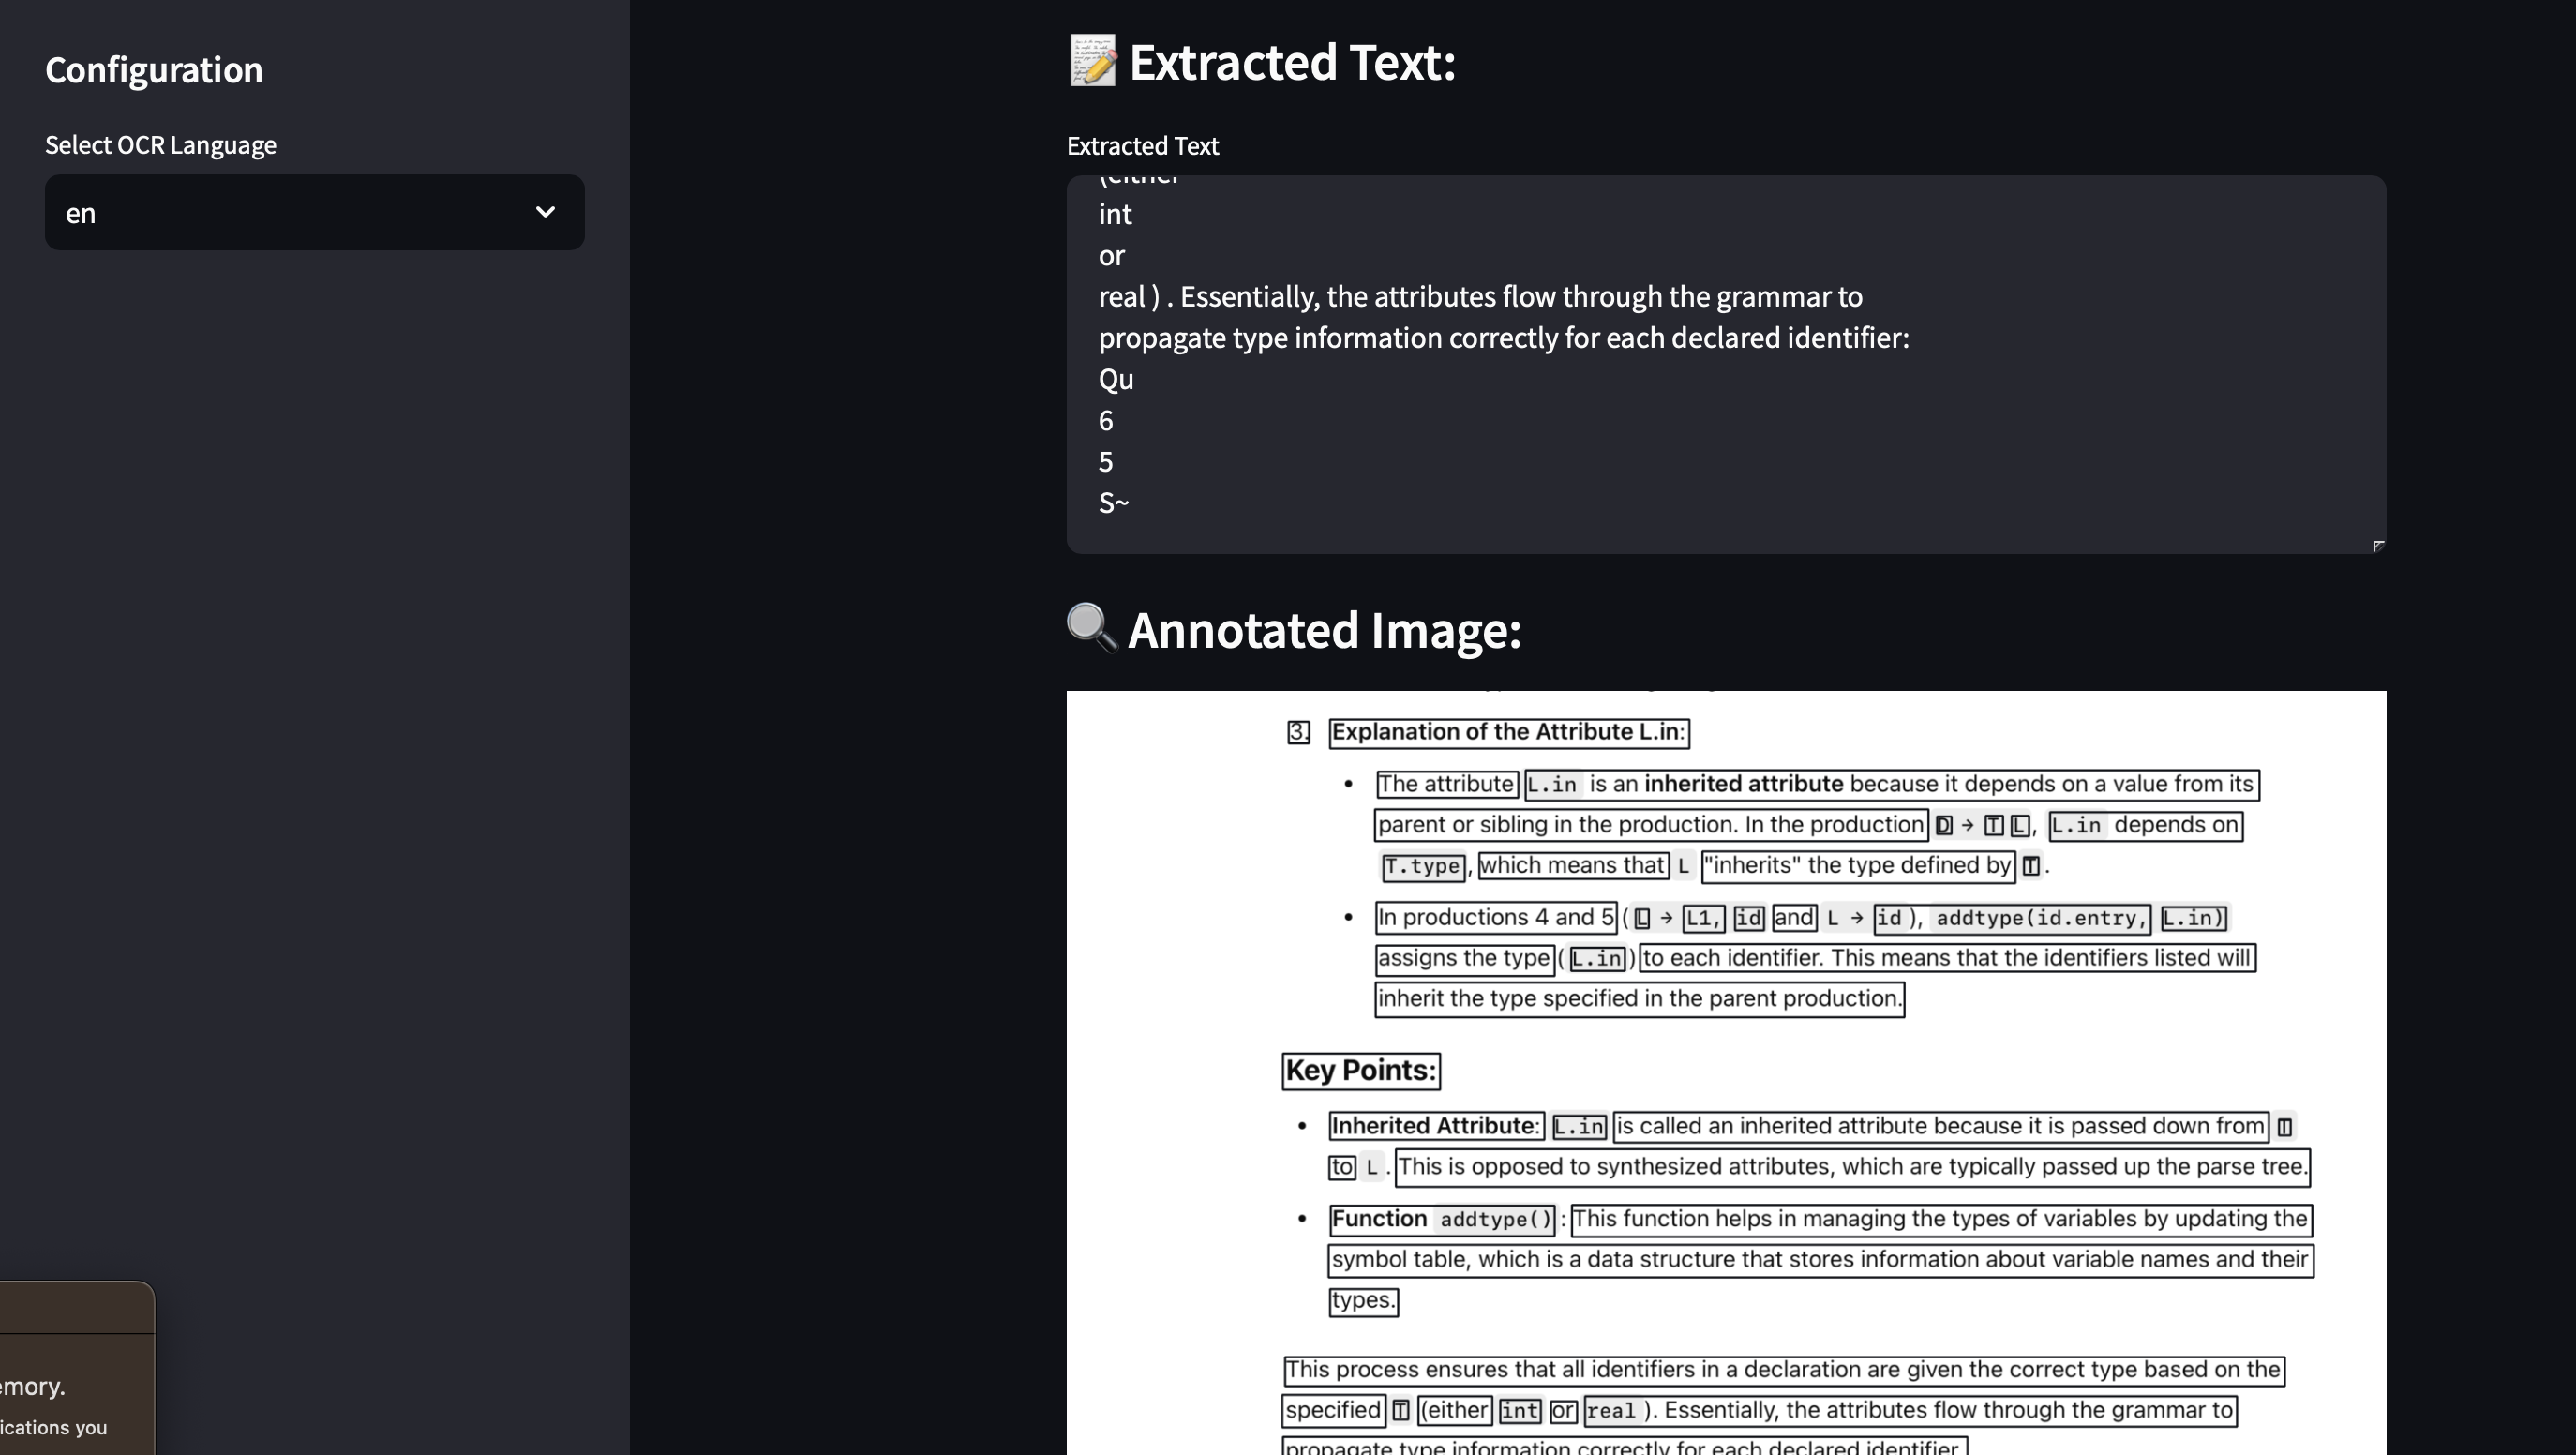 Configuration
Select OCR Language
en
emory.
ications you
📝 Extracted Text:
Extracted Text
(either
int
or
real ) . Essentially, the attributes flow through the grammar to
propagate type information correctly for each declared identifier:
Qu
6
5
S~
🔍 Annotated Image:
3. Explanation of the Attribute L.in:
• The attribute L.in is an inherited attribute because it depends on a value from its
parent or sibling in the production. In the production D → T L, L.in depends on
T.type, which means that L "inherits" the type defined by T.
• In productions 4 and 5 ( L → L1, id and L → id ), addtype(id.entry, L.in)
assigns the type ( L.in ) to each identifier. This means that the identifiers listed will
inherit the type specified in the parent production.
Key Points:
• Inherited Attribute: L.in is called an inherited attribute because it is passed down from T
to L. This is opposed to synthesized attributes, which are typically passed up the parse tree.
• Function addtype() : This function helps in managing the types of variables by updating the
symbol table, which is a data structure that stores information about variable names and their
types.
This process ensures that all identifiers in a declaration are given the correct type based on the
specified T (either int or real ). Essentially, the attributes flow through the grammar to
propagate type information correctly for each declared identifier.